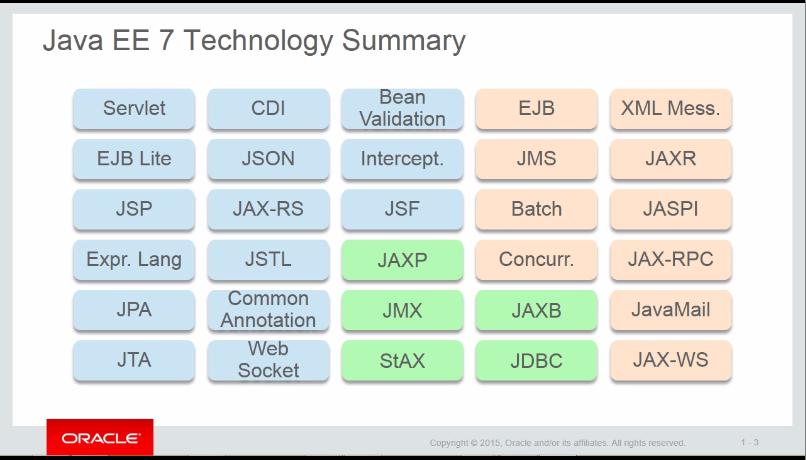 Java EE 7 Technology Summary
Servlet
CDI
Bean
Validation
EJB
XML Mess.
EJB Lite
JSON
Intercept.
JMS
JAXR
JSP
JAX-RS
JSF
Batch
JASPI
Expr. Lang
JSTL
JAXP
Concurr.
JAX-RPC
JPA
Common
Annotation
JMX
JAXB
JavaMail
JTA
Web
Socket
StAX
JDBC
JAX-WS
ORACLE
Copyright © 2015, Oracle and/or its affiliates. All rights reserved.
1 - 3